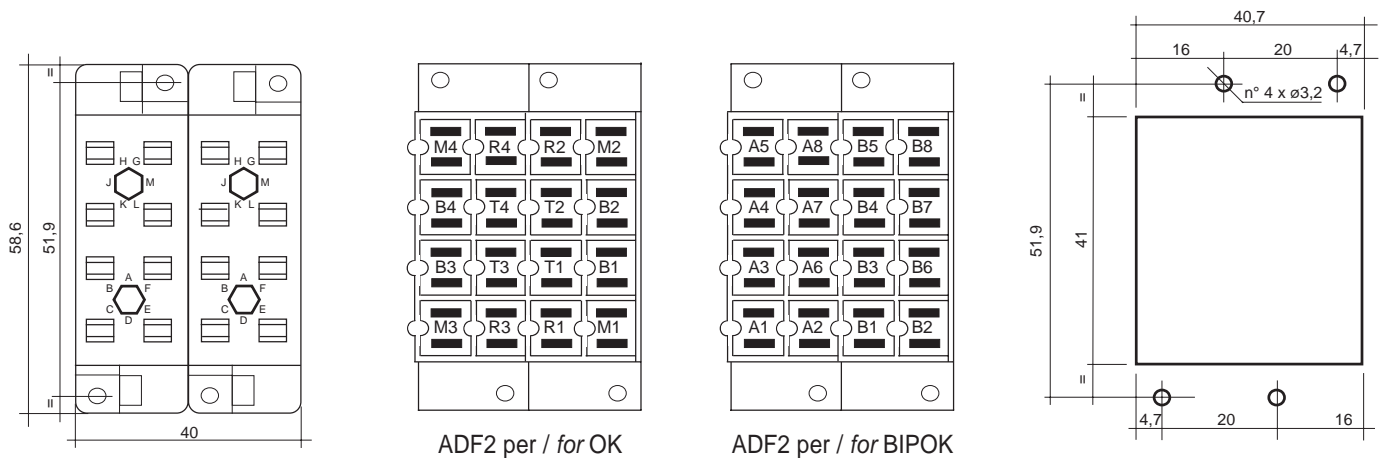 58,6
51,9
=
=
H G
J M
K L
H G
J M
K L
A
B F
C E
D
A
B F
C E
D
40
M4 R4 R2 M2
B4 T4 T2 B2
B3 T3 T1 B1
M3 R3 R1 M1
ADF2 per / for OK
A5 A8 B5 B8
A4 A7 B4 B7
A3 A6 B3 B6
A1 A2 B1 B2
ADF2 per / for BIPOK
40,7
16 20 4,7
n° 4 x ø3,2
=
51,9
41
=
4,7 20 16